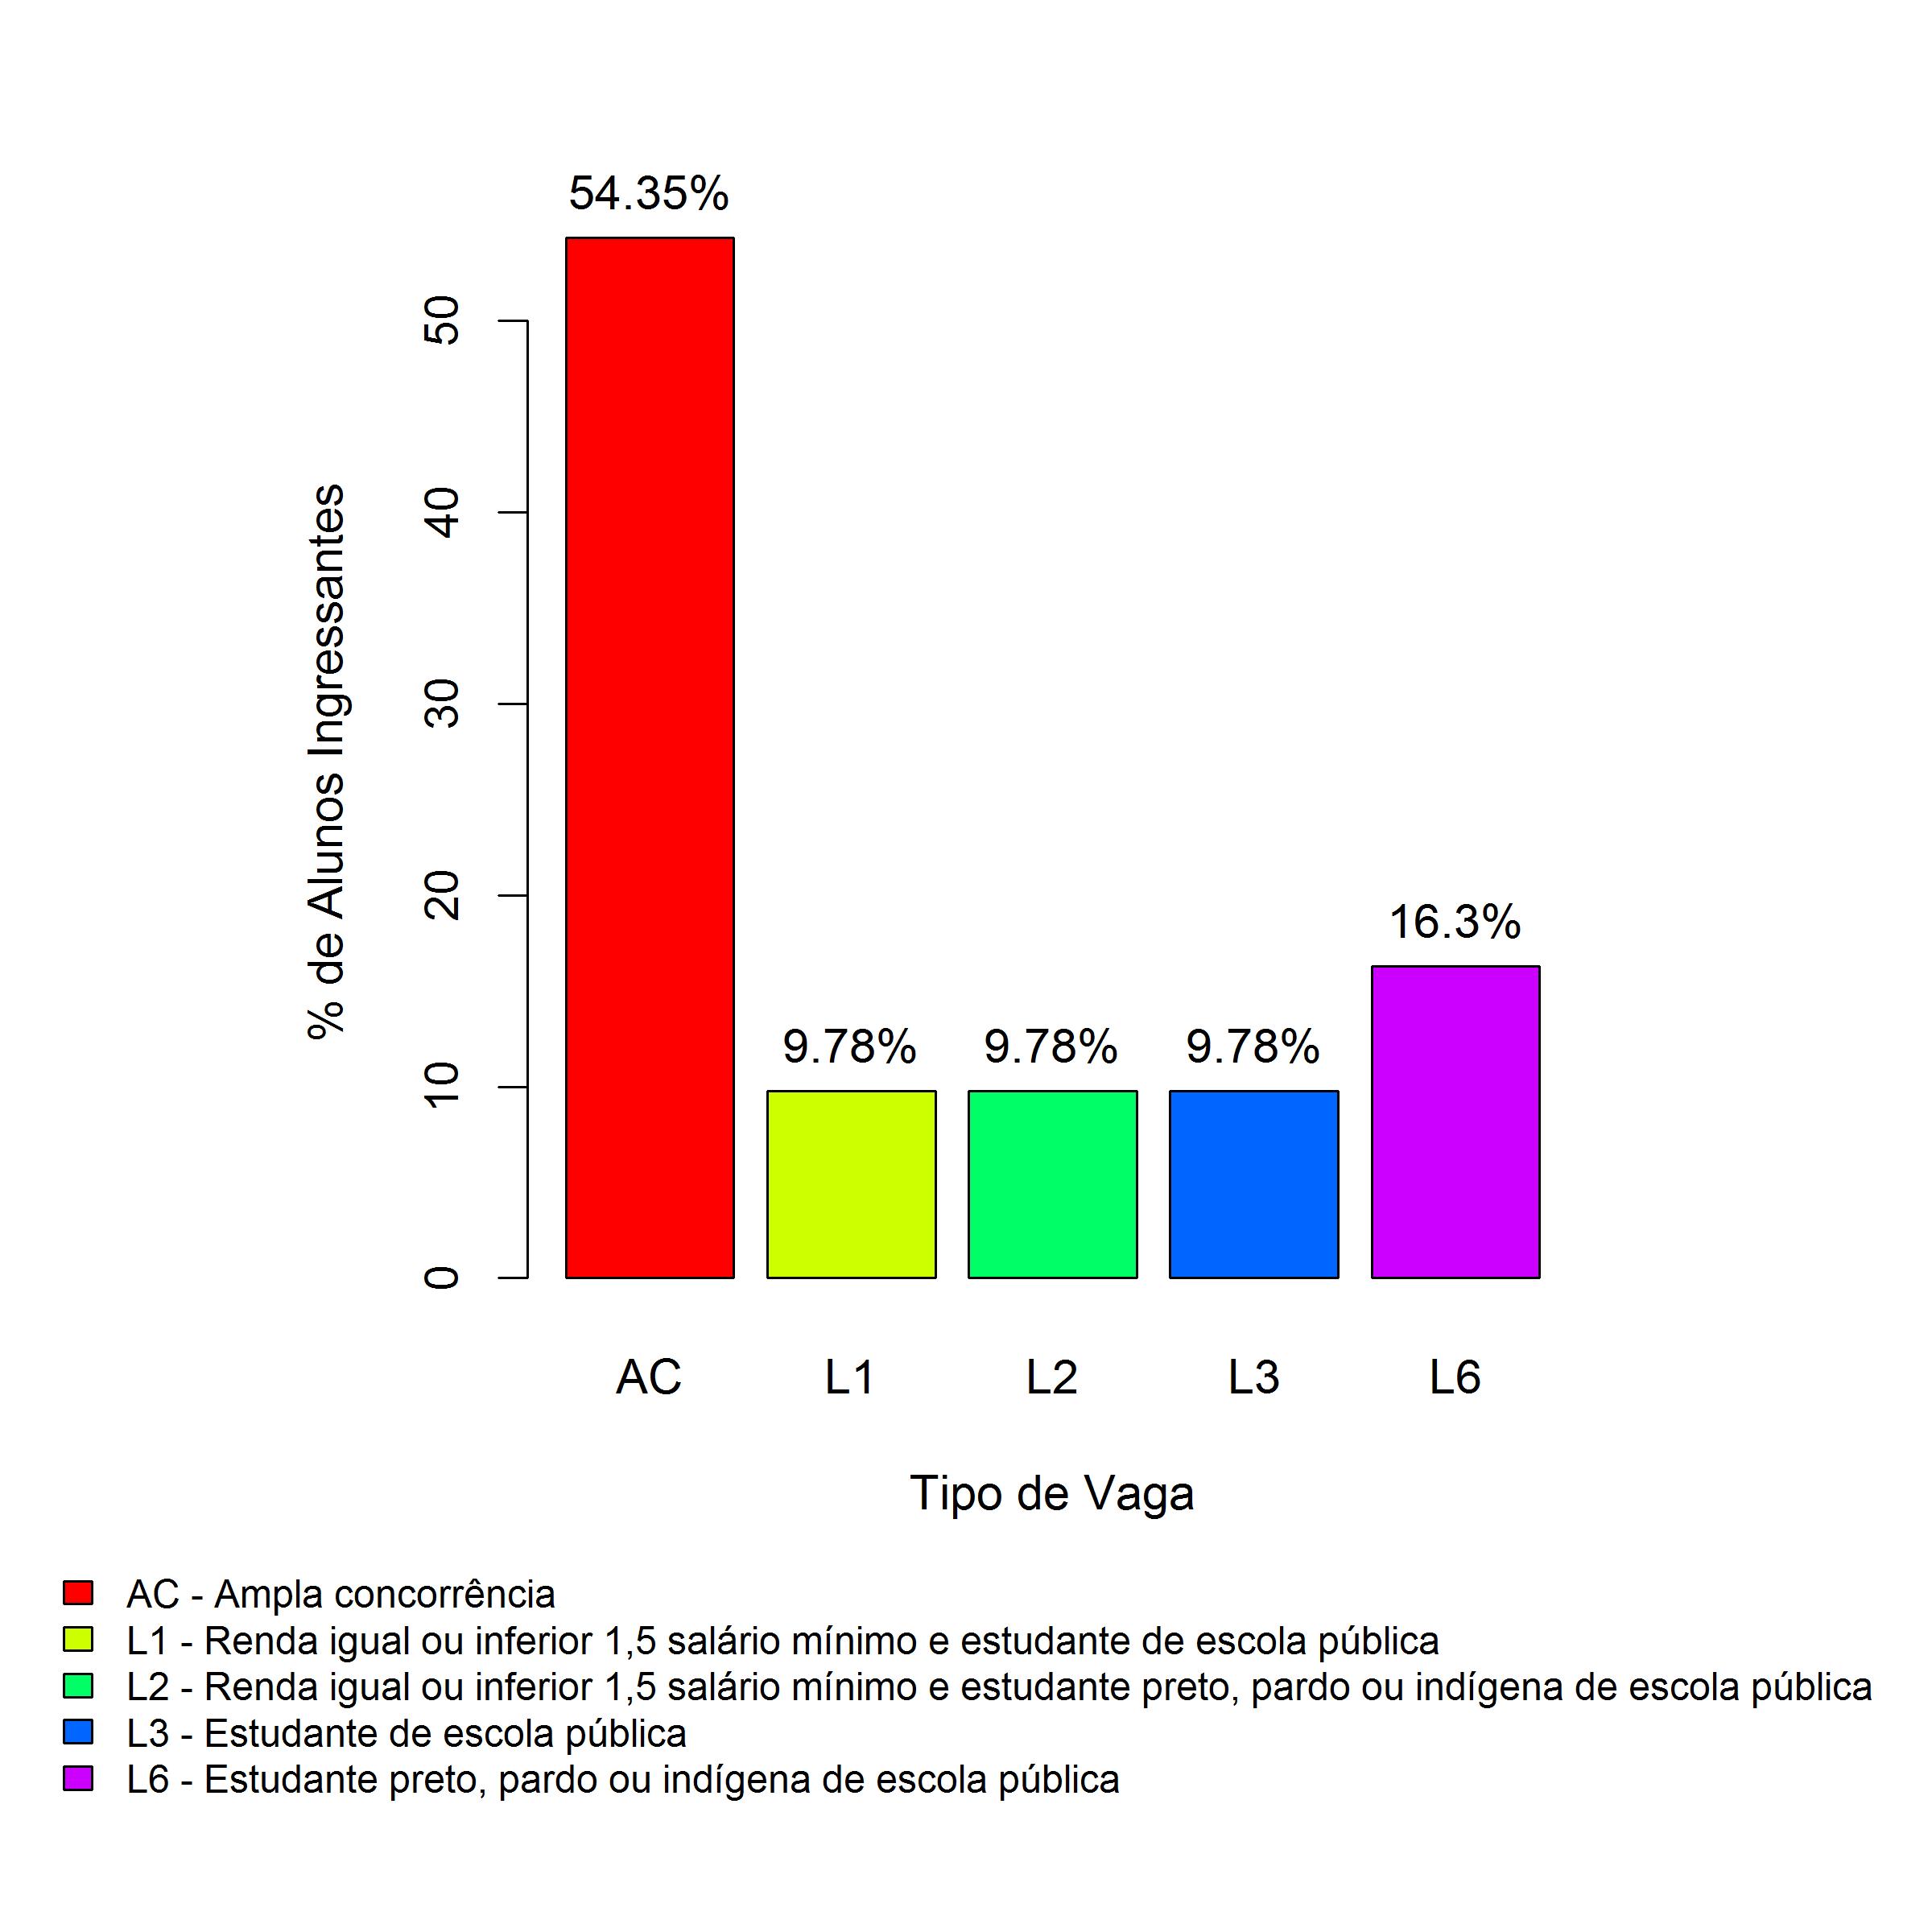 54.35%
50
40
30
20
10
0
% de Alunos Ingressantes
9.78%
9.78%
9.78%
16.3%
AC
L1
L2
L3
L6
Tipo de Vaga
AC - Ampla concorrência
L1 - Renda igual ou inferior 1,5 salário mínimo e estudante de escola pública
L2 - Renda igual ou inferior 1,5 salário mínimo e estudante preto, pardo ou indígena de escola pública
L3 - Estudante de escola pública
L6 - Estudante preto, pardo ou indígena de escola pública